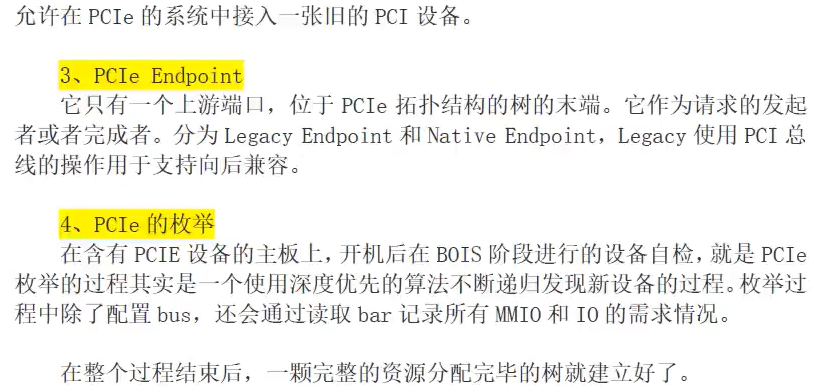 允许在 PCIe 的系统中接入一张旧的 PCI 设备。
3、PCIe Endpoint
它只有一个上游端口，位于 PCIe 拓扑结构的树的末端。它作为请求的发起
者或者完成者。分为 Legacy Endpoint 和 Native Endpoint，Legacy 使用 PCI 总
线的操作用于支持向后兼容。
4、PCIe 的枚举
在含有 PCIE 设备的主板上，开机后在 BOIS 阶段进行的设备自检，就是 PCIe
枚举的过程其实是一个使用深度优先的算法不断递归发现新设备的过程。枚举过
程中除了配置 bus，还会通过读取 bar 记录所有 MMIO 和 IO 的需求情况。
在整个过程结束后，一颗完整的资源分配完毕的树就建立好了。